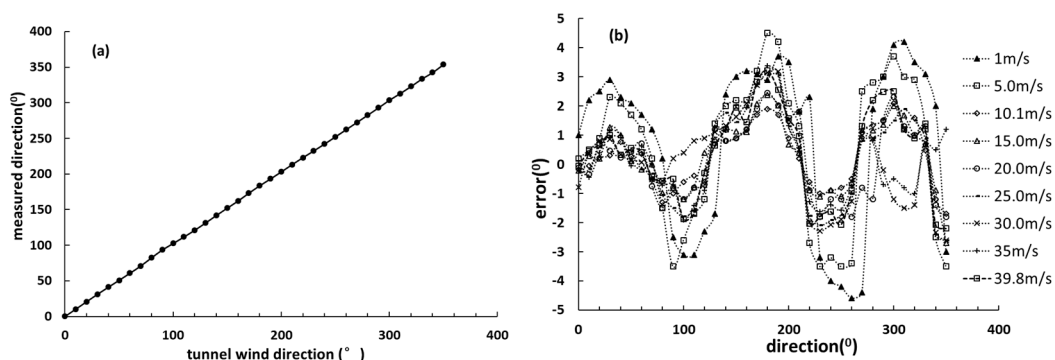 (a)
measured direction(⁰)
400
350
300
250
200
150
100
50
0
0 100 200 300 400
tunnel wind direction (°)
(b)
error(⁰)
5
4
3
2
1
0
-1
-2
-3
-4
-5
0 100 200 300 400
direction(⁰)
1m/s
5.0m/s
10.1m/s
15.0m/s
20.0m/s
25.0m/s
30.0m/s
35m/s
39.8m/s